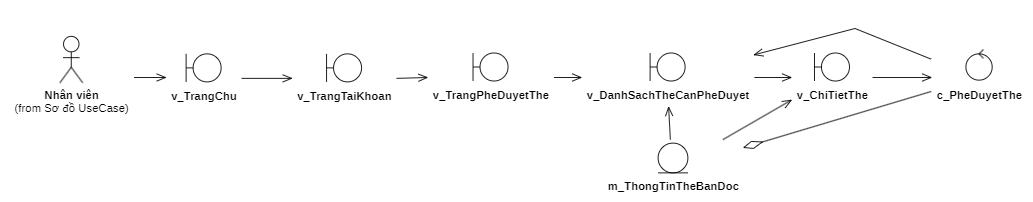 Nhân viên
(from Sơ đồ UseCase)
v_TrangChu
v_TrangTaiKhoan
v_TrangPheDuyetThe
v_DanhSachTheCanPheDuyet
v_ChiTietThe
c_PheDuyetThe
m_ThongTinTheBanDoc